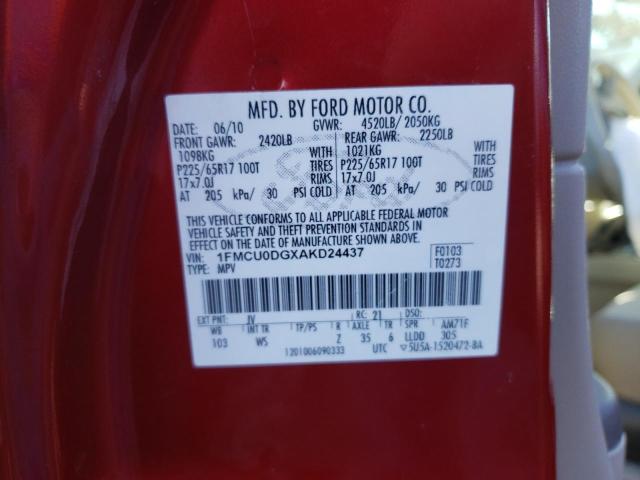 MFD. BY FORD MOTOR CO.
DATE: 06/10 GVWR: 4520LB/ 2050KG
FRONT GAWR: 2420LB REAR GAWR: 2250LB
1098KG WITH 1021KG WITH
P225/65R17 100T TIRES P225/65R17 100T TIRES
17x7.0J RIMS 17x7.0J RIMS
AT 205 kPa/ 30 PSI COLD AT 205 kPa/ 30 PSI COLD
THIS VEHICLE CONFORMS TO ALL APPLICABLE FEDERAL MOTOR
VEHICLE SAFETY AND THEFT PREVENTION STANDARDS IN
EFFECT ON THE DATE OF MANUFACTURE SHOWN ABOVE.
VIN: 1FMCU0DGXAKD24437 F0103
TYPE: MPV T0273
EXT PNT: JV RC: 21 DSO:
WB INT TR TP/PS R AXLE TR SPR AM71F
103 WS Z 35 6 LLDD 305
1201006090333 UTC 5U5A-1520472-BA